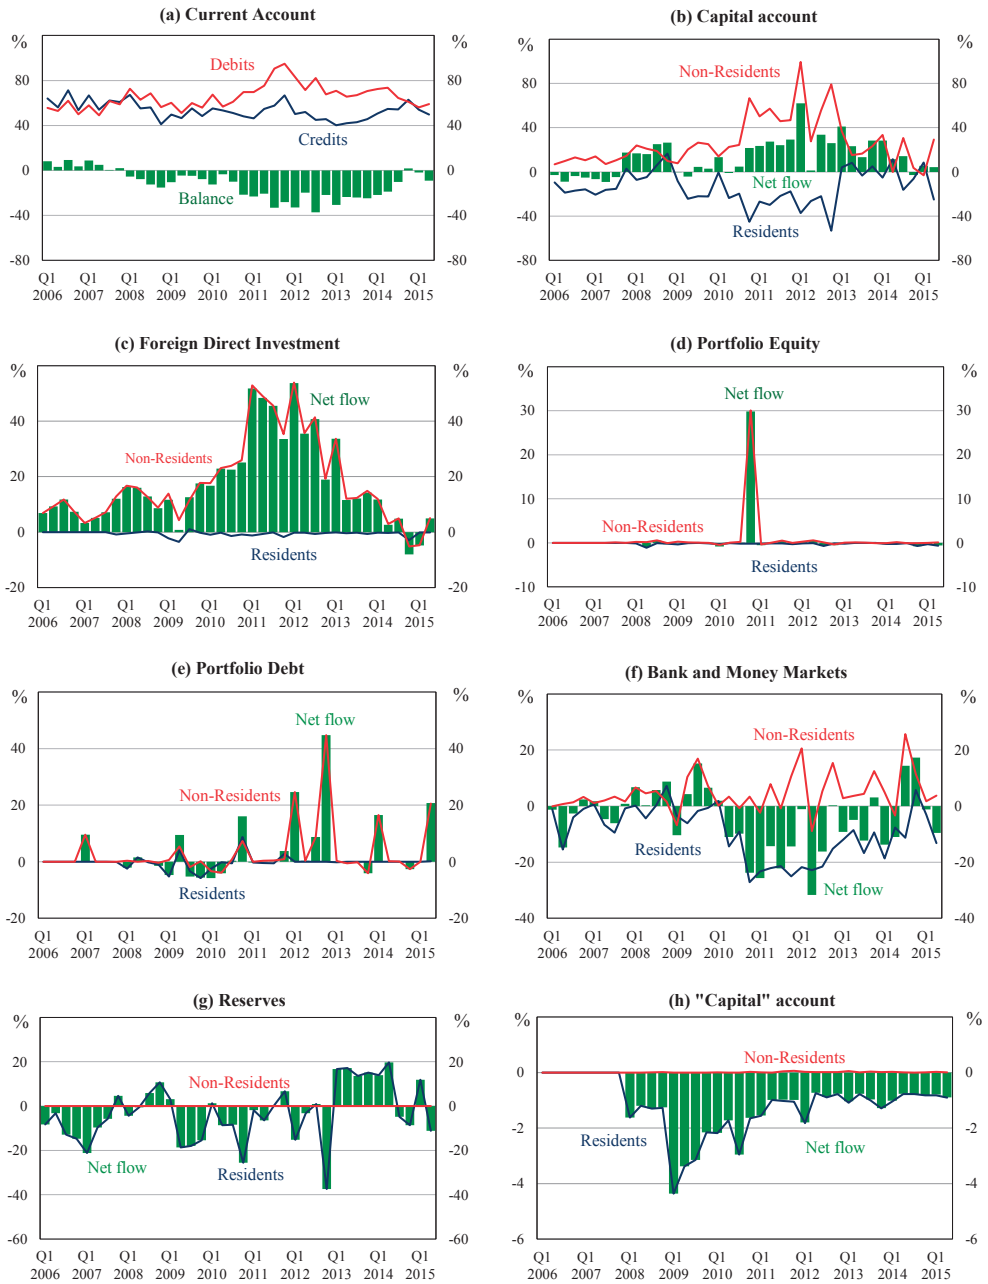 (a) Current Account
(b) Capital account
% % % %
Debits
Credits
Balance
80
40
0
-40
-80
80
40
0
-40
-80
Q1 Q1 Q1 Q1 Q1 Q1 Q1 Q1 Q1 Q1
2006 2007 2008 2009 2010 2011 2012 2013 2014 2015
Non-Residents
Net flow
Residents
80
40
0
-40
-80
80
40
0
-40
-80
Q1 Q1 Q1 Q1 Q1 Q1 Q1 Q1 Q1 Q1
2006 2007 2008 2009 2010 2011 2012 2013 2014 2015
(c) Foreign Direct Investment
(d) Portfolio Equity
% % % %
Net flow
Non-Residents
Residents
40
20
0
-20
40
20
0
-20
Q1 Q1 Q1 Q1 Q1 Q1 Q1 Q1 Q1 Q1
2006 2007 2008 2009 2010 2011 2012 2013 2014 2015
Net flow
Non-Residents
Residents
30
20
10
0
-10
30
20
10
0
-10
Q1 Q1 Q1 Q1 Q1 Q1 Q1 Q1 Q1 Q1
2006 2007 2008 2009 2010 2011 2012 2013 2014 2015
(e) Portfolio Debt
(f) Bank and Money Markets
% % % %
Net flow
Non-Residents
Residents
40
20
0
-20
40
20
0
-20
Q1 Q1 Q1 Q1 Q1 Q1 Q1 Q1 Q1 Q1
2006 2007 2008 2009 2010 2011 2012 2013 2014 2015
Non-Residents
Residents
Net flow
20
0
-20
-40
20
0
-20
-40
Q1 Q1 Q1 Q1 Q1 Q1 Q1 Q1 Q1 Q1
2006 2007 2008 2009 2010 2011 2012 2013 2014 2015
(g) Reserves
(h) "Capital" account
% % % %
Non-Residents
Net flow
Residents
20
0
-20
-40
-60
20
0
-20
-40
-60
Q1 Q1 Q1 Q1 Q1 Q1 Q1 Q1 Q1 Q1
2006 2007 2008 2009 2010 2011 2012 2013 2014 2015
Non-Residents
Residents
Net flow
0
-2
-4
-6
0
-2
-4
-6
Q1 Q1 Q1 Q1 Q1 Q1 Q1 Q1 Q1 Q1
2006 2007 2008 2009 2010 2011 2012 2013 2014 2015